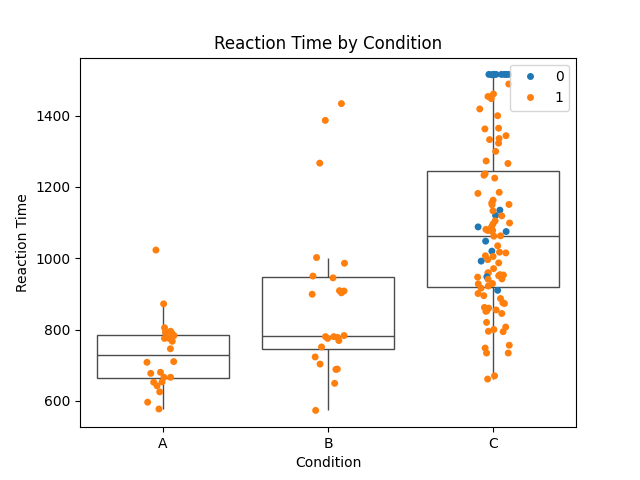 Reaction Time by Condition
0
1
1400
1200
1000
800
600
Reaction Time
A
B
C
Condition